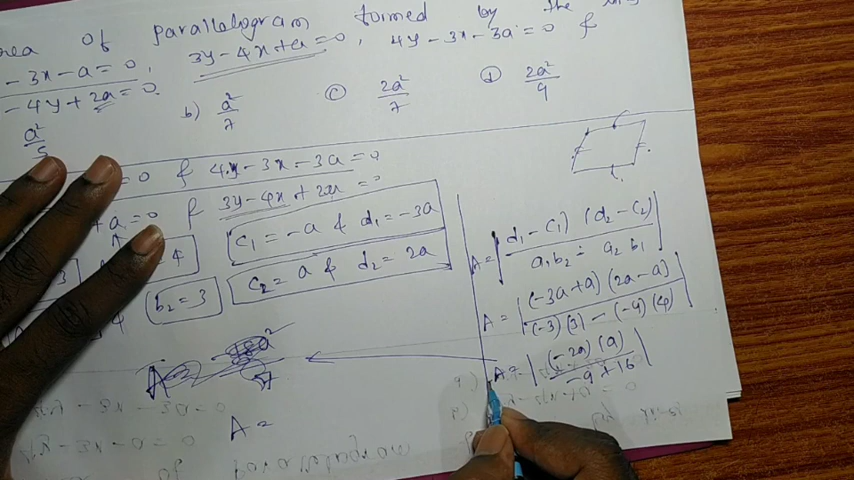 area of parallelogram formed by the
- 3x - a = 0, 3y - 4x + a = 0, 4y - 3x - 3a = 0 &
- 4y + 2a = 0.
a²/5 b) a²/7 (c) 2a²/7 (d) 2a²/9
= 0 & 4y - 3x - 3a = 0
+ a = 0 & 3y - 4x + 2a = 0
c₁ = -a & d₁ = -3a
c₂ = a & d₂ = 2a
b₂ = 3
A = |(d₁ - c₁) (d₂ - c₂) / a₁b₂ - a₂b₁|
A = |(-3a + a) (2a - a) / (-3)(3) - (-4)(4)|
A = |(-2a) (a) / -9 + 16|
A =